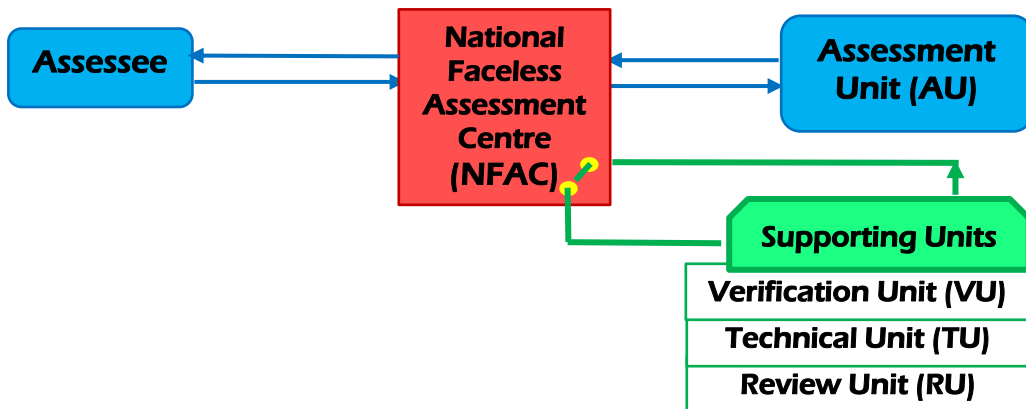 Assessee
National
Faceless
Assessment
Centre
(NFAC)
Assessment
Unit (AU)
Supporting Units
Verification Unit (VU)
Technical Unit (TU)
Review Unit (RU)